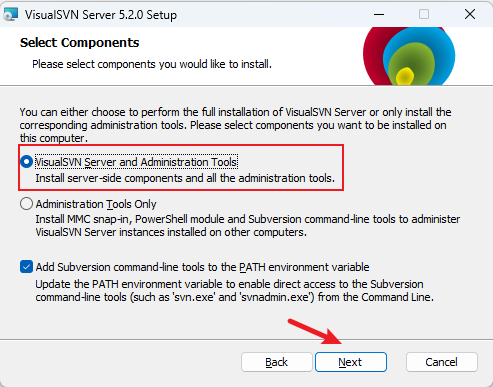 VisualSVN Server 5.2.0 Setup
Select Components
Please select components you would like to install.
You can either choose to perform the full installation of VisualSVN Server or only install the
corresponding administration tools. Please select components you want to be installed on
this computer.
VisualSVN Server and Administration Tools
Install server-side components and all the administration tools.
Administration Tools Only
Install MMC snap-in, PowerShell module and Subversion command-line tools to administer
VisualSVN Server instances installed on other computers.
Add Subversion command-line tools to the PATH environment variable
Update the PATH environment variable to enable direct access to the Subversion
command-line tools (such as 'svn.exe' and 'svnadmin.exe') from the Command Line.
Back Next Cancel